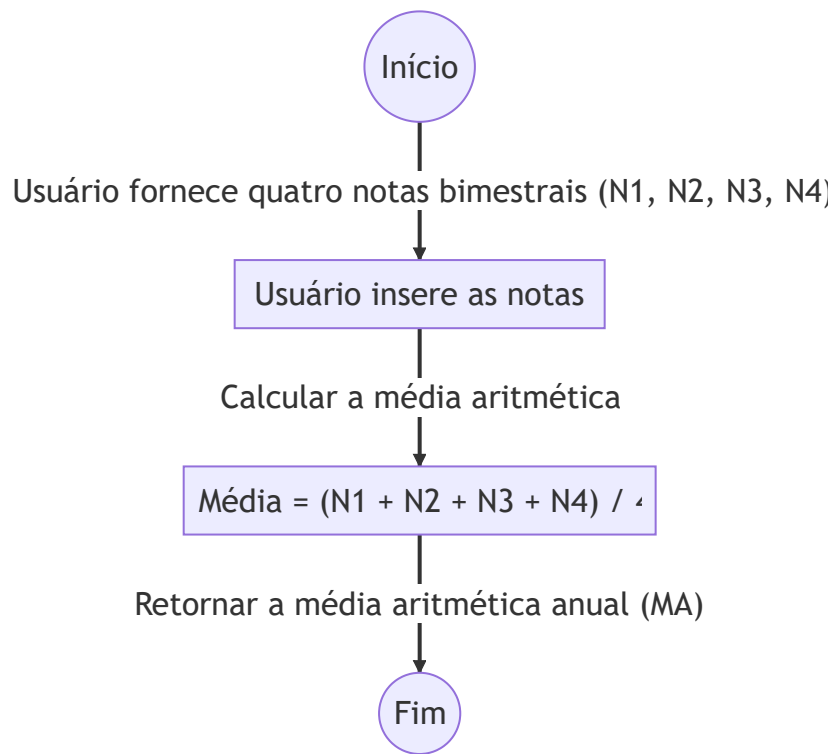 Início
Usuário fornece quatro notas bimestrais (N1, N2, N3, N4)
Usuário insere as notas
Calcular a média aritmética
Média = (N1 + N2 + N3 + N4) /
Retornar a média aritmética anual (MA)
Fim